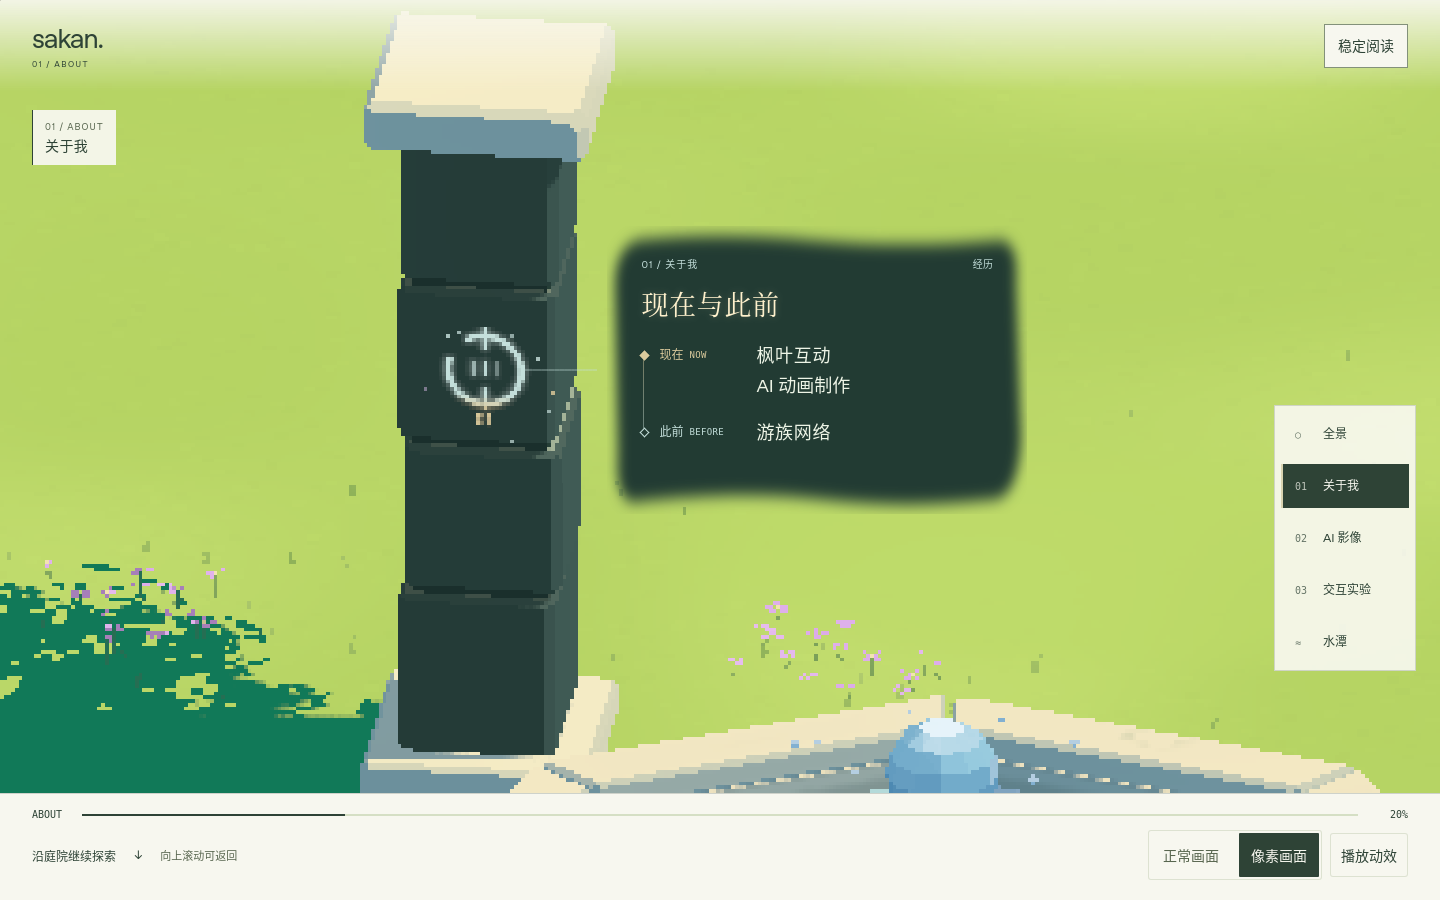 sakan.
01 / ABOUT
稳定阅读
01 / ABOUT
关于我
01 / 关于我
经历
现在与此前
现在 NOW
枫叶互动
AI 动画制作
此前 BEFORE
游族网络
全景
01 关于我
02 AI 影像
03 交互实验
≈ 水潭
ABOUT
20%
沿庭院继续探索 ↓ 向上滚动可返回
正常画面
像素画面
播放动效